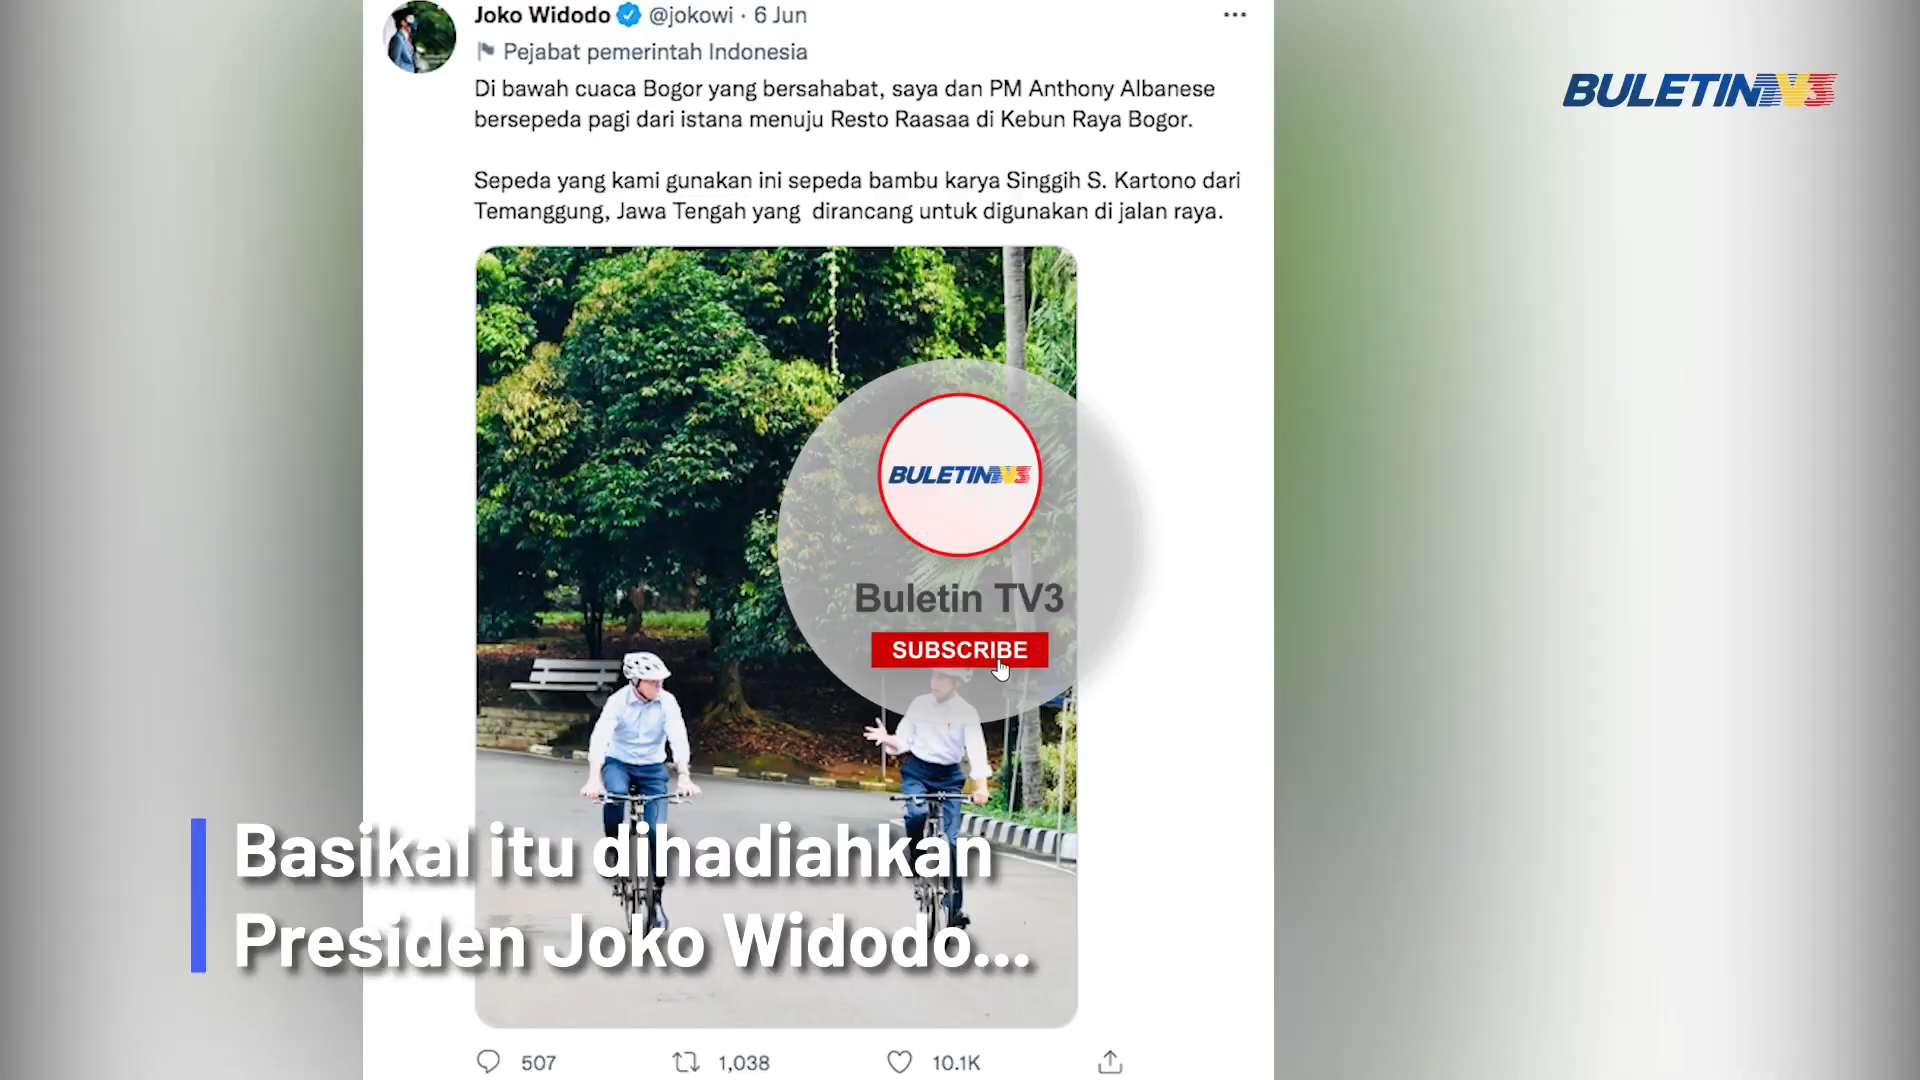 Joko Widodo @jokowi · 6 Jun
Pejabat pemerintah Indonesia
Di bawah cuaca Bogor yang bersahabat, saya dan PM Anthony Albanese
bersepeda pagi dari istana menuju Resto Raasaa di Kebun Raya Bogor.
Sepeda yang kami gunakan ini sepeda bambu karya Singgih S. Kartono dari
Temanggung, Jawa Tengah yang dirancang untuk digunakan di jalan raya.
BULETINTV3
BULETINTV3
Buletin TV3
SUBSCRIBE
Basikal itu dihadiahkan
Presiden Joko Widodo...
507 1,038 10.1K